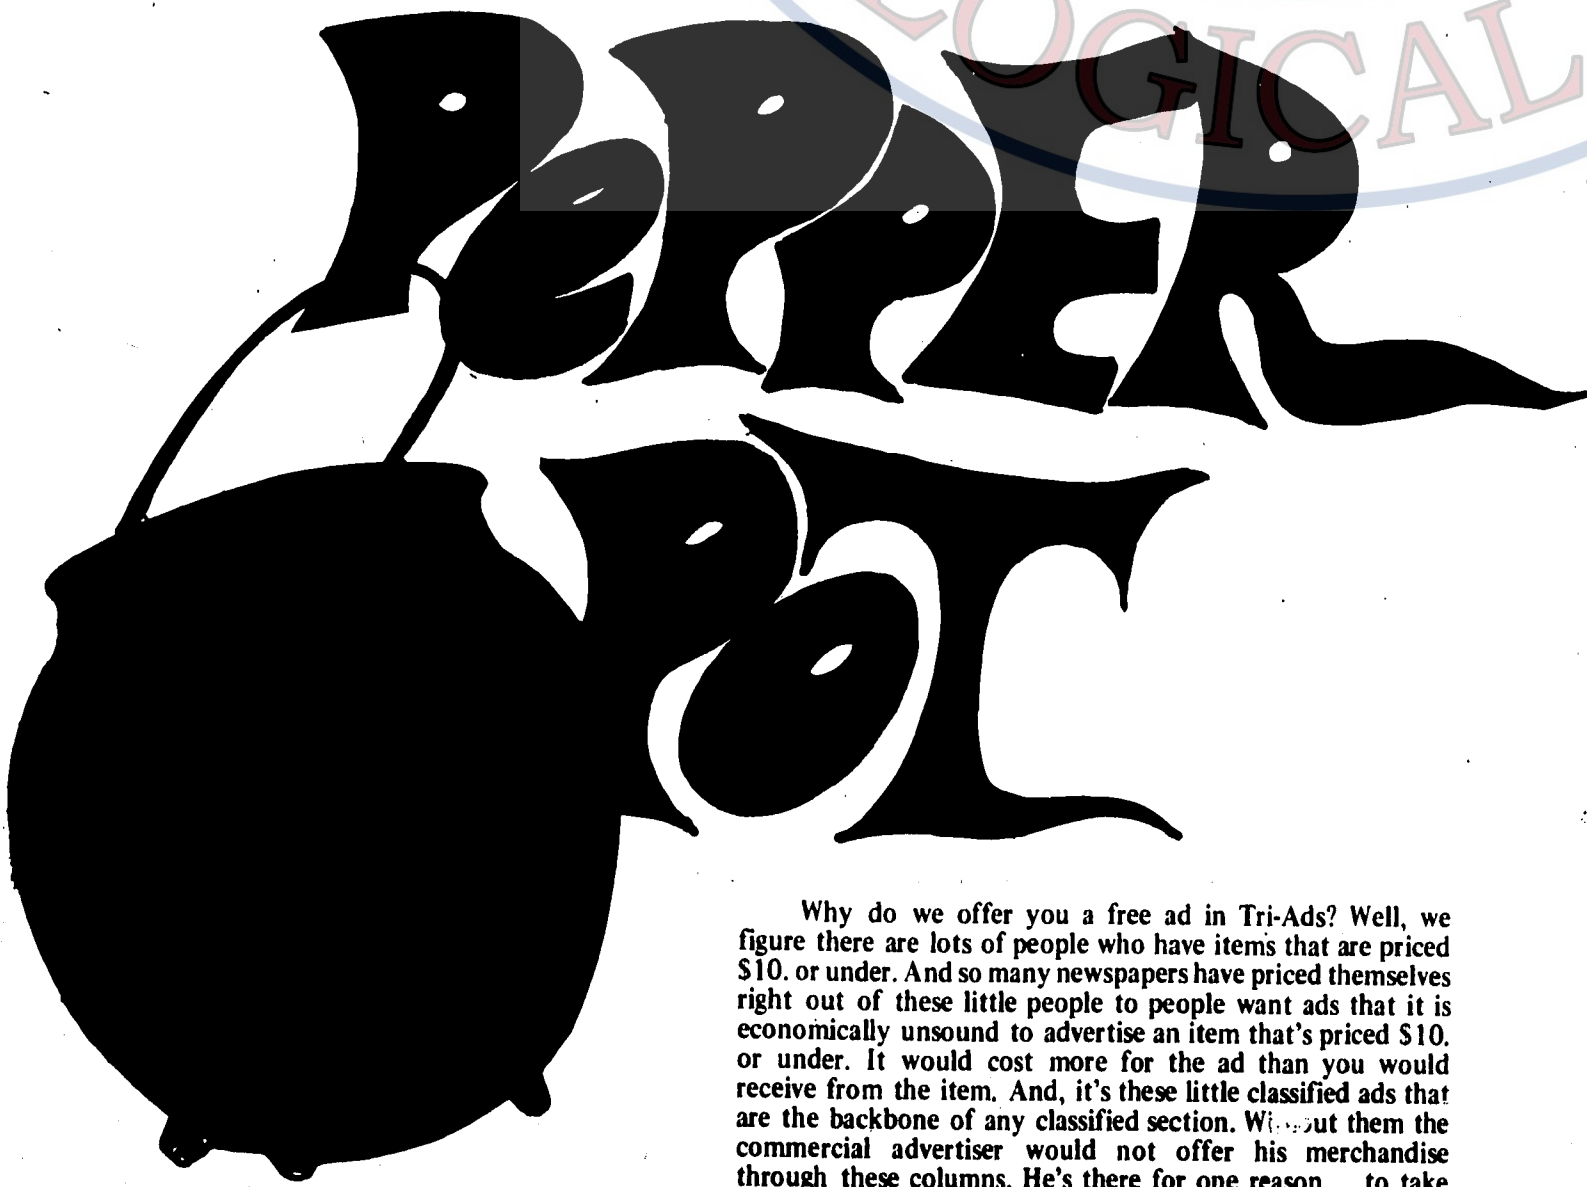 LOGICAL
PEPPER
POT
Why do we offer you a free ad in Tri-Ads? Well, we
figure there are lots of people who have items that are priced
$10. or under. And so many newspapers have priced themselves
right out of these little people to people want ads that it is
economically unsound to advertise an item that's priced $10.
or under. It would cost more for the ad than you would
receive from the item. And, it's these little classified ads that
are the backbone of any classified section. them the
commercial advertiser would not offer his merchandise
through these columns. He's there for one reason to take